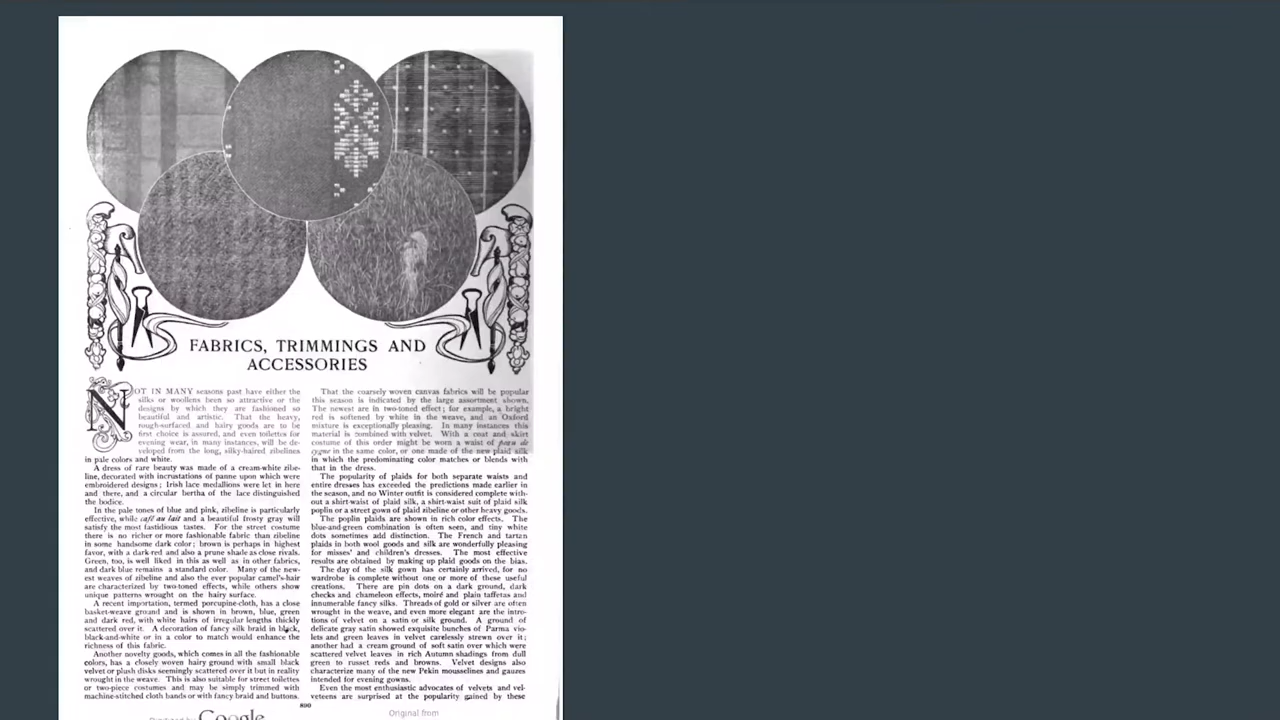 FABRICS, TRIMMINGS AND
ACCESSORIES
NOT IN MANY seasons past have either the
silks or woollens been so attractive or the
designs by which they are fashioned so
beautiful and artistic. That the heavy,
rough-surfaced and hairy goods are to be
first choice is assured, and even toilettes for
evening wear, in many instances, will be de-
veloped from the long, silky-haired zibelines
in pale colors and white.
A dress of rare beauty was made of a cream-white zibe-
line, decorated with incrustations of panne upon which were
embroidered designs; Irish lace medallions were let in here
and there, and a circular bertha of the lace distinguished
the bodice.
In the pale tones of blue and pink, zibeline is particularly
effective, while café au lait and a beautiful frosty gray will
satisfy the most fastidious tastes. For the street costume
there is no richer or more fashionable fabric than zibeline
in some handsome dark color; brown is perhaps in highest
favor, with a dark-red and also a prune shade as close rivals.
Green, too, is well liked in this as well as in other fabrics,
and dark blue remains a standard color. Many of the new-
est weaves of zibeline and also the ever popular camel's-hair
are characterized by two-toned effects, while others show
unique patterns wrought on the hairy surface.
A recent importation, termed porcupine-cloth, has a close
basket-weave ground and is shown in brown, blue, green
and dark red, with white hairs of irregular lengths thickly
scattered over it. A decoration of fancy silk braid in black,
black-and-white or in a color to match would enhance the
richness of this fabric.
Another novelty goods, which comes in all the fashionable
colors, has a closely woven hairy ground with small black
velvet or plush disks seemingly scattered over it but in reality
wrought in the weave. This is also suitable for street toilettes
or two-piece costumes and may be simply trimmed with
machine-stitched cloth bands or with fancy braid and buttons.
That the coarsely woven canvas fabrics will be popular
this season is indicated by the large assortment shown.
The newest are in two-toned effect; for example, a bright
red is softened by white in the weave, and an Oxford
mixture is exceptionally pleasing. In many instances this
material is combined with velvet. With a coat and skirt
costume of this order might be worn a waist of peau de
cygne in the same color, or one made of the new plaid silk
in which the predominating color matches or blends with
that in the dress.
The popularity of plaids for both separate waists and
entire dresses has exceeded the predictions made earlier in
the season, and no Winter outfit is considered complete with-
out a shirt-waist of plaid silk, a shirt-waist suit of plaid silk
poplin or a street gown of plaid zibeline or other heavy goods.
The poplin plaids are shown in rich color effects. The
blue-and-green combination is often seen, and tiny white
dots sometimes add distinction. The French and tartan
plaids in both wool goods and silk are wonderfully pleasing
for misses' and children's dresses. The most effective
results are obtained by making up plaid goods on the bias.
The day of the silk gown has certainly arrived, for no
wardrobe is complete without one or more of these useful
creations. There are pin dots on a dark ground, dark
checks and chameleon effects, moiré and plain taffetas and
innumerable fancy silks. Threads of gold or silver are often
wrought in the weave, and even more elegant are the intro-
tions of velvet on a satin or silk ground. A ground of
delicate gray satin showed exquisite bunches of Parma vio-
lets and green leaves in velvet carelessly strewn over it;
another had a cream ground of soft satin over which were
scattered velvet leaves in rich Autumn shadings from dull
green to russet reds and browns. Velvet designs also
characterize many of the new Pekin mousselines and gauzes
intended for evening gowns.
Even the most enthusiastic advocates of velvets and vel-
veteens are surprised at the popularity gained by these
800
Google
Original from